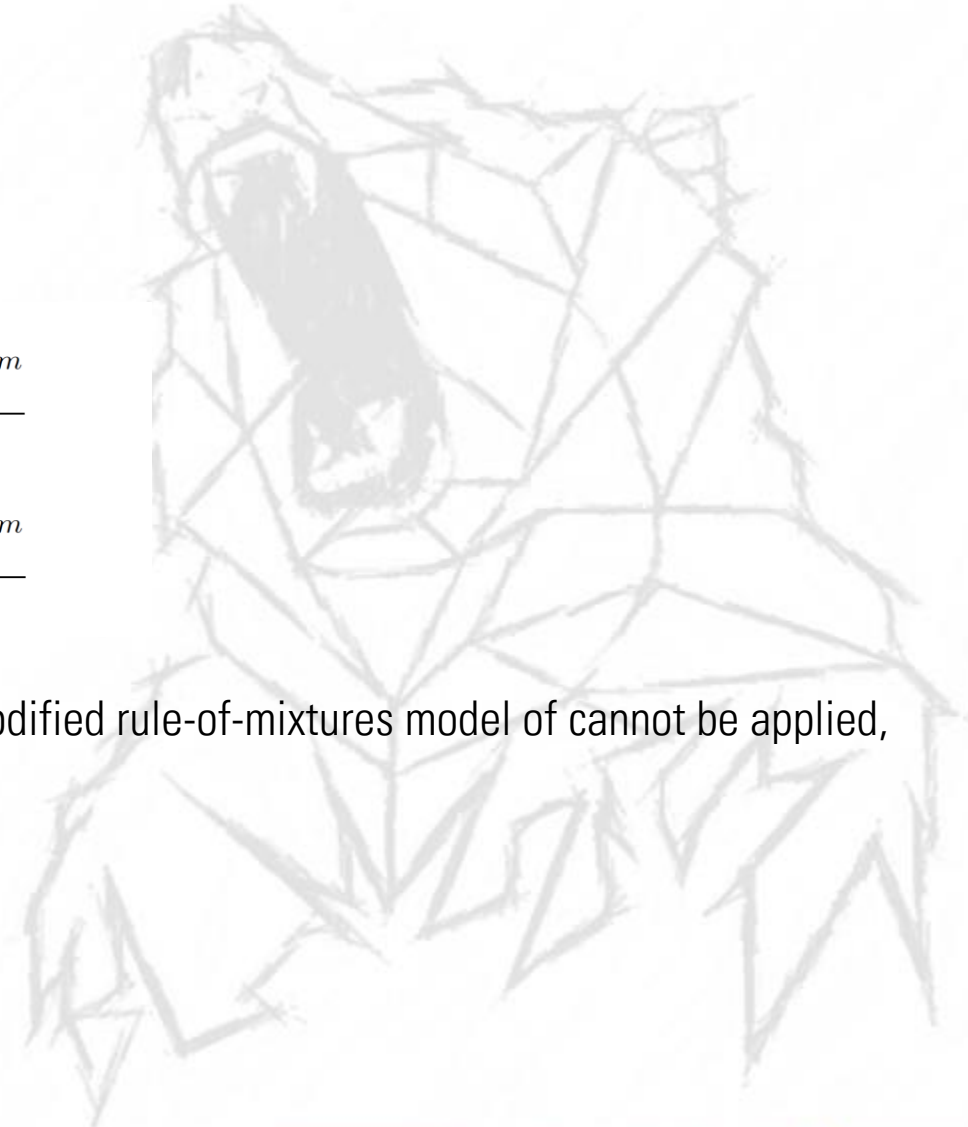 m
m
odified rule-of-mixtures model of cannot be applied,